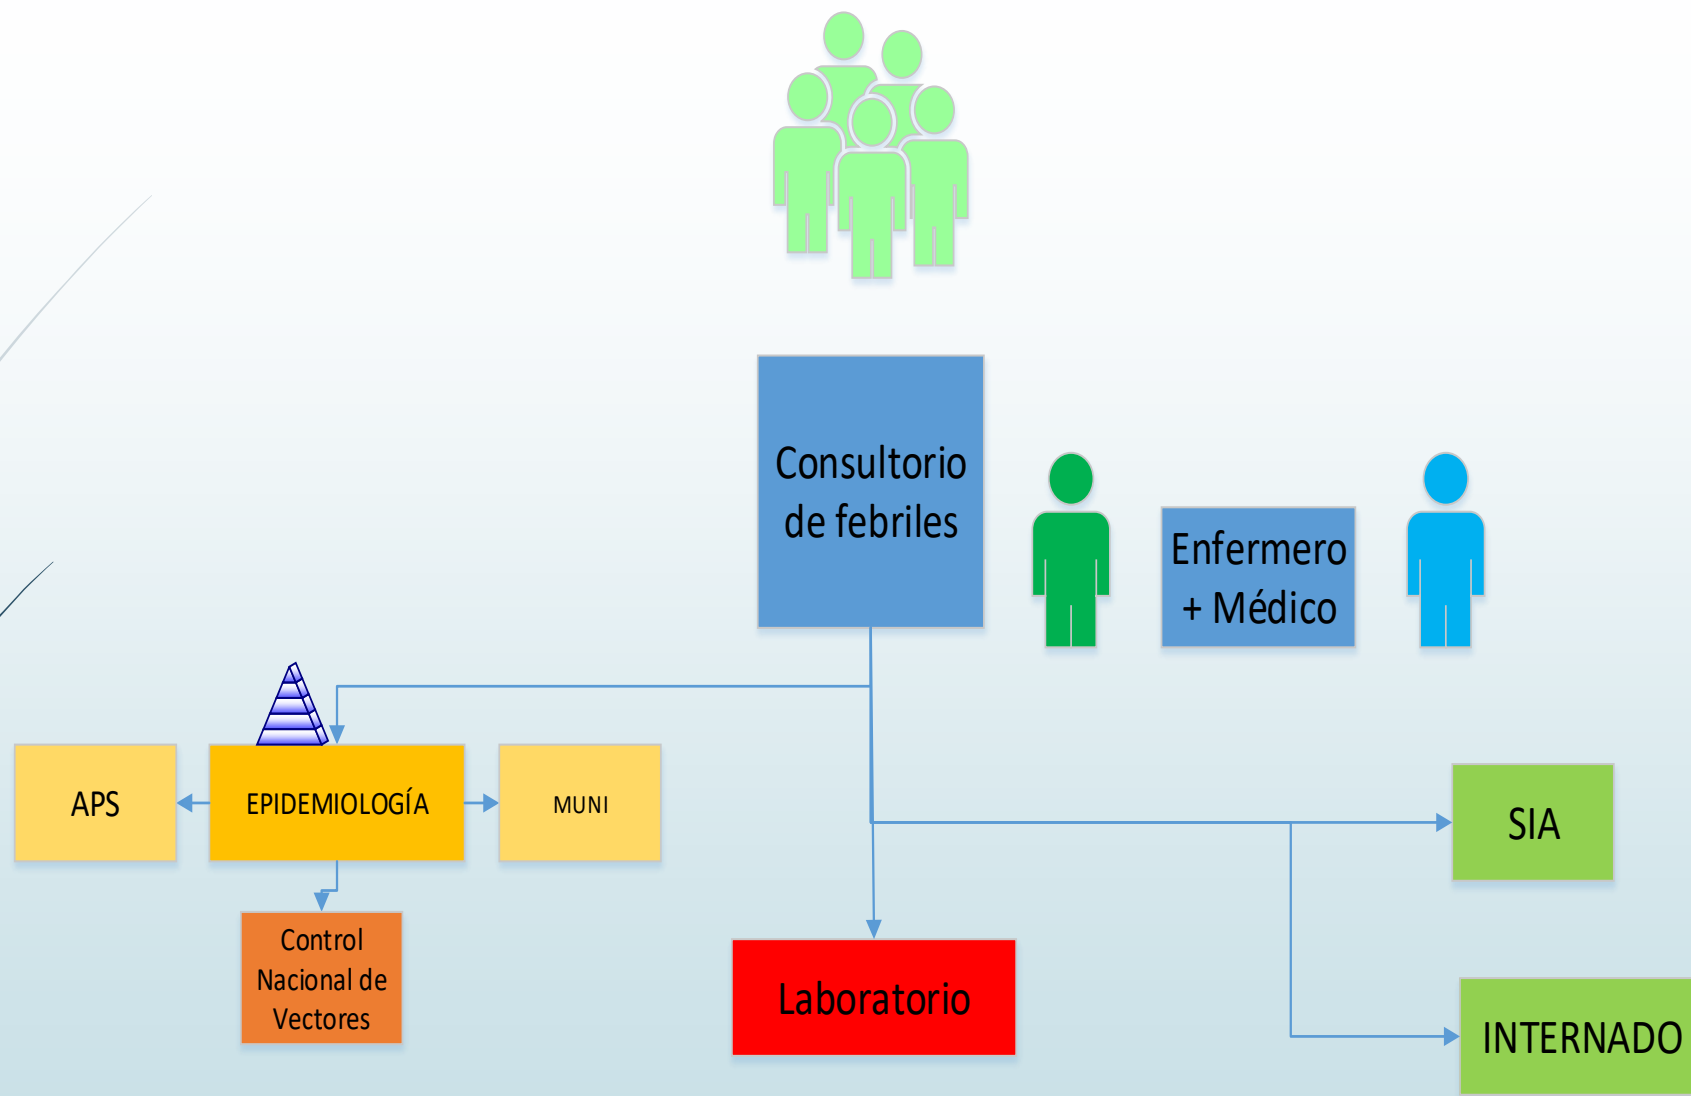 Consultorio
de febriles
Enfermero
+ Médico
APS
EPIDEMIOLOGÍA
MUNI
SIA
Control
Nacional de
Vectores
Laboratorio
INTERNADO